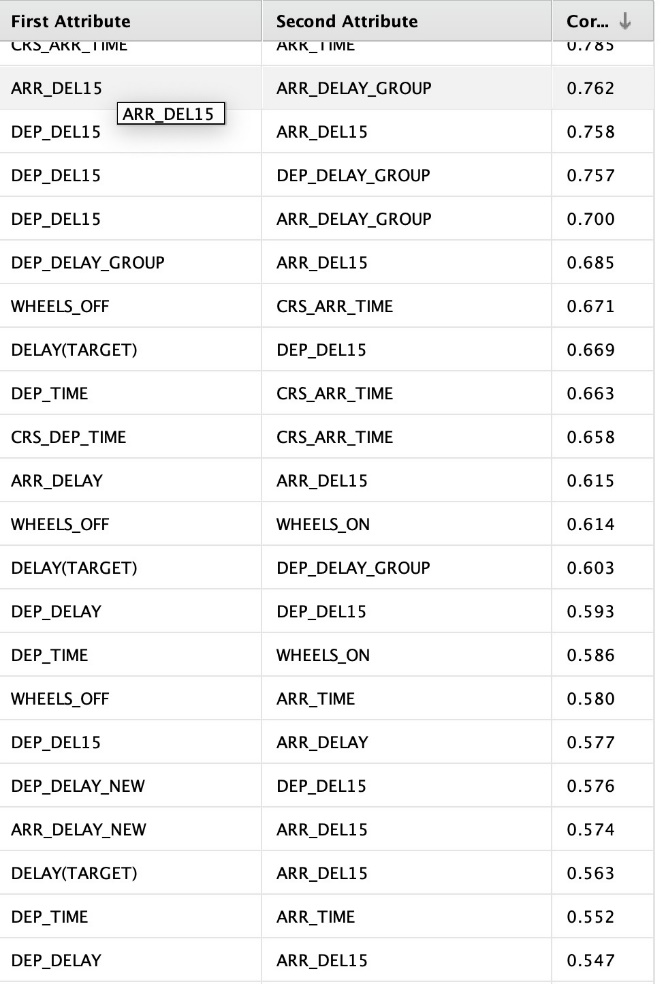 First Attribute Second Attribute Cor... ↓
CRS_ARR_TIME ARR_TIME 0.785
ARR_DEL15 ARR_DELAY_GROUP 0.762
ARR_DEL15
DEP_DEL15 ARR_DEL15 0.758
DEP_DEL15 DEP_DELAY_GROUP 0.757
DEP_DEL15 ARR_DELAY_GROUP 0.700
DEP_DELAY_GROUP ARR_DEL15 0.685
WHEELS_OFF CRS_ARR_TIME 0.671
DELAY(TARGET) DEP_DEL15 0.669
DEP_TIME CRS_ARR_TIME 0.663
CRS_DEP_TIME CRS_ARR_TIME 0.658
ARR_DELAY ARR_DEL15 0.615
WHEELS_OFF WHEELS_ON 0.614
DELAY(TARGET) DEP_DELAY_GROUP 0.603
DEP_DELAY DEP_DEL15 0.593
DEP_TIME WHEELS_ON 0.586
WHEELS_OFF ARR_TIME 0.580
DEP_DEL15 ARR_DELAY 0.577
DEP_DELAY_NEW DEP_DEL15 0.576
ARR_DELAY_NEW ARR_DEL15 0.574
DELAY(TARGET) ARR_DEL15 0.563
DEP_TIME ARR_TIME 0.552
DEP_DELAY ARR_DEL15 0.547